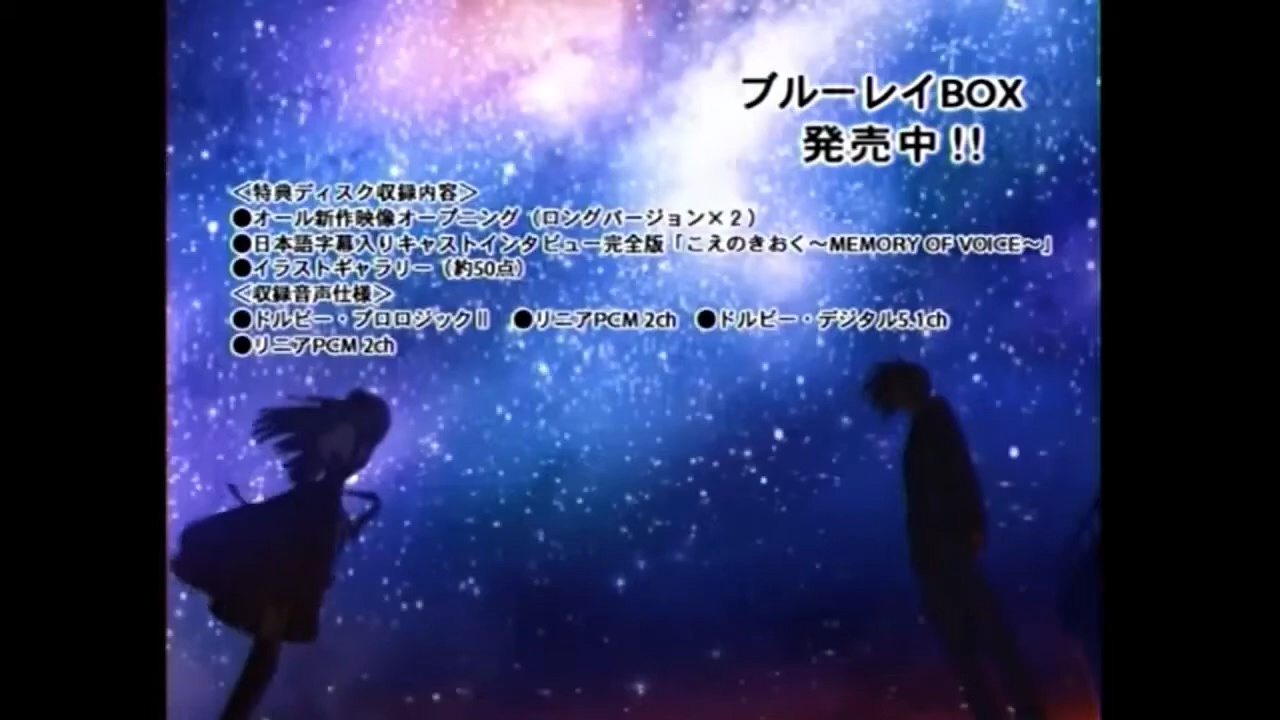 ブルーレイBOX
発売中!!
＜特典ディスク収録内容＞
●オール新作映像オープニング（ロングバージョン×2）
●日本語字幕入りキャストインタビュー完全版「こえのきおく〜MEMORY OF VOICE〜」
●イラストギャラリー（約50点）
＜収録音声仕様＞
●ドルビー・プロロジックⅡ ●リニアPCM 2ch ●ドルビー・デジタル5.1ch
●リニアPCM 2ch